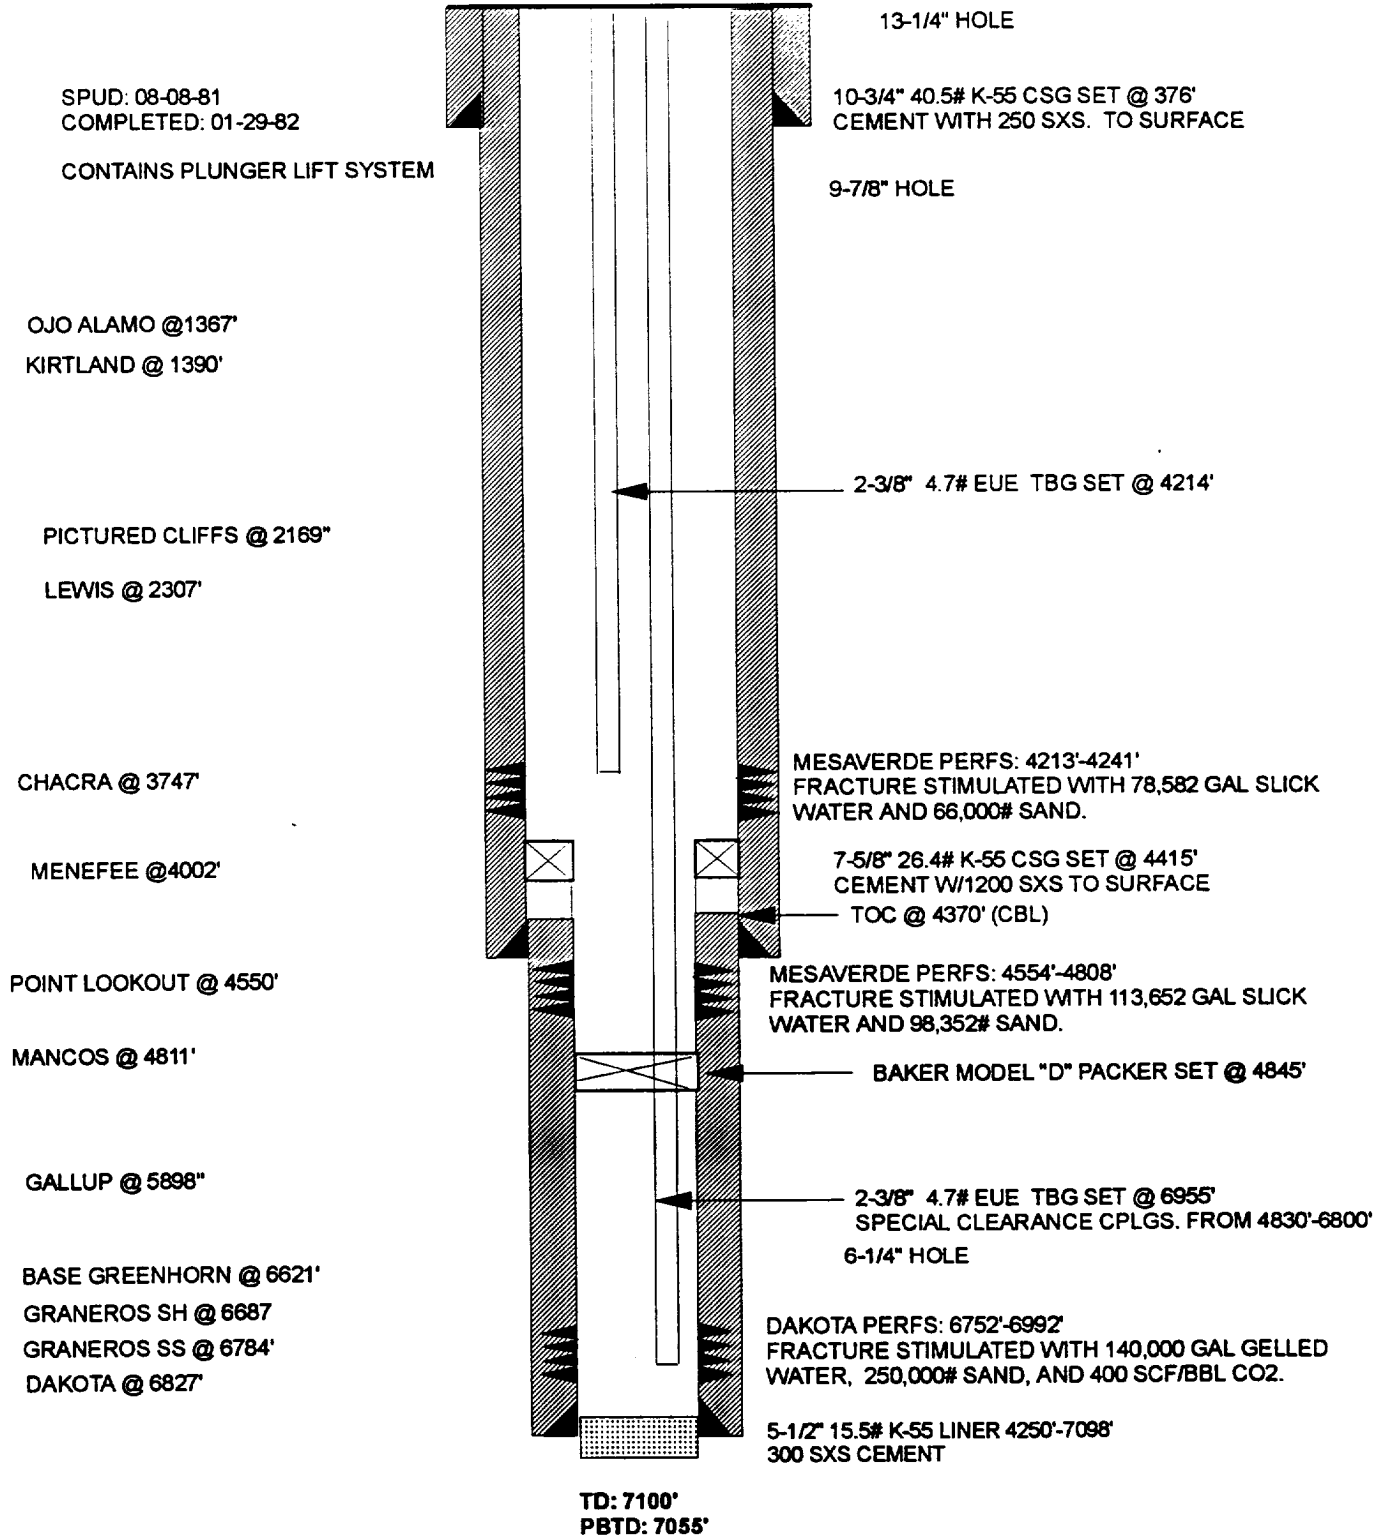 13-1/4" HOLE
SPUD: 08-08-81
COMPLETED: 01-29-82
10-3/4" 40.5# K-55 CSG SET @ 376'
CEMENT WITH 250 SXS. TO SURFACE
CONTAINS PLUNGER LIFT SYSTEM
9-7/8" HOLE
OJO ALAMO @1367'
KIRTLAND @ 1390'
2-3/8" 4.7# EUE TBG SET @ 4214'
PICTURED CLIFFS @ 2169"
LEWIS @ 2307'
CHACRA @ 3747'
MESAVERDE PERFS: 4213'-4241'
FRACTURE STIMULATED WITH 78,582 GAL SLICK
WATER AND 66,000# SAND.
MENEFEE @4002'
7-5/8" 26.4# K-55 CSG SET @ 4415'
CEMENT W/1200 SXS TO SURFACE
TOC @ 4370' (CBL)
POINT LOOKOUT @ 4550'
MESAVERDE PERFS: 4554'-4808'
FRACTURE STIMULATED WITH 113,652 GAL SLICK
WATER AND 98,352# SAND.
MANCOS @ 4811'
BAKER MODEL "D" PACKER SET @ 4845'
GALLUP @ 5898"
2-3/8" 4.7# EUE TBG SET @ 6955'
SPECIAL CLEARANCE CPLGS. FROM 4830'-6800'
6-1/4" HOLE
BASE GREENHORN @ 6621'
GRANEROS SH @ 6687
GRANEROS SS @ 6784'
DAKOTA @ 6827'
DAKOTA PERFS: 6752'-6992'
FRACTURE STIMULATED WITH 140,000 GAL GELLED
WATER, 250,000# SAND, AND 400 SCF/BBL CO2.
5-1/2" 15.5# K-55 LINER 4250'-7098'
300 SXS CEMENT
TD: 7100'
PBTD: 7055'